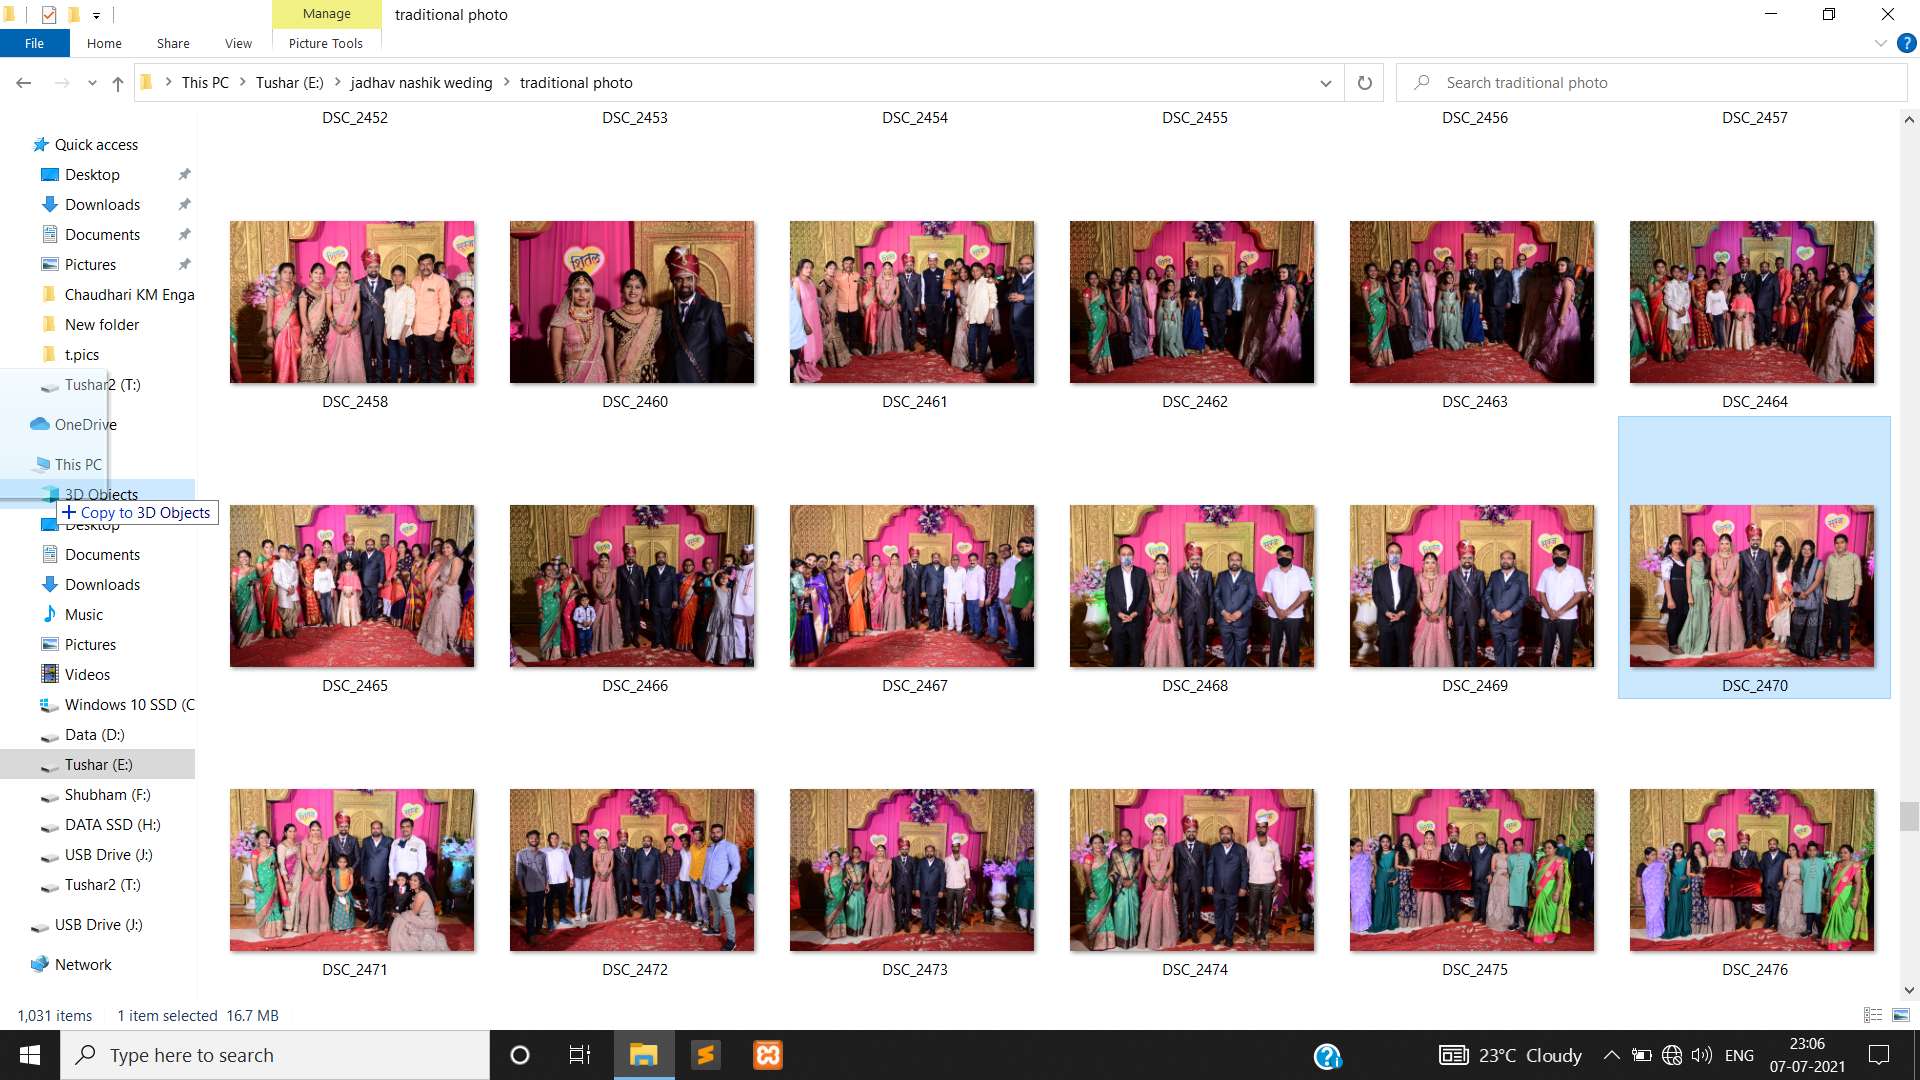 Manage
traditional photo
File
Home
Share
View
Picture Tools
This PC
Tushar (E:)
jadhav nashik weding
traditional photo
Search traditional photo
DSC_2452
DSC_2453
DSC_2454
DSC_2455
DSC_2456
DSC_2457
Quick access
Desktop
Downloads
Documents
Pictures
Chaudhari KM Enga
New folder
t.pics
Tushar2 (T:)
OneDrive
This PC
3D Objects
Copy to 3D Objects
Desktop
Documents
Downloads
Music
Pictures
Videos
Windows 10 SSD (C
Data (D:)
Tushar (E:)
Shubham (F:)
DATA SSD (H:)
USB Drive (J:)
Tushar2 (T:)
USB Drive (J:)
Network
शितल
DSC_2458
DSC_2460
DSC_2461
DSC_2462
DSC_2463
DSC_2464
DSC_2465
DSC_2466
DSC_2467
DSC_2468
DSC_2469
DSC_2470
DSC_2471
DSC_2472
DSC_2473
DSC_2474
DSC_2475
DSC_2476
1,031 items
1 item selected 16.7 MB
Type here to search
23°C Cloudy
ENG
23:06
07-07-2021